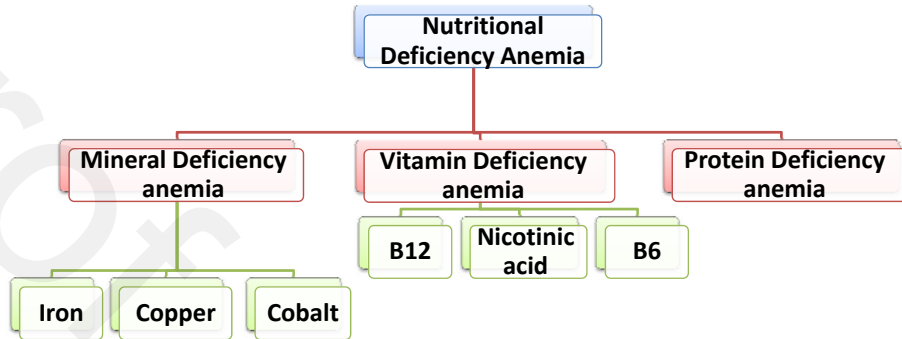 Nutritional
Deficiency Anemia
Mineral Deficiency
anemia
Vitamin Deficiency
anemia
Protein Deficiency
anemia
B12
Nicotinic
acid
B6
Iron
Copper
Cobalt